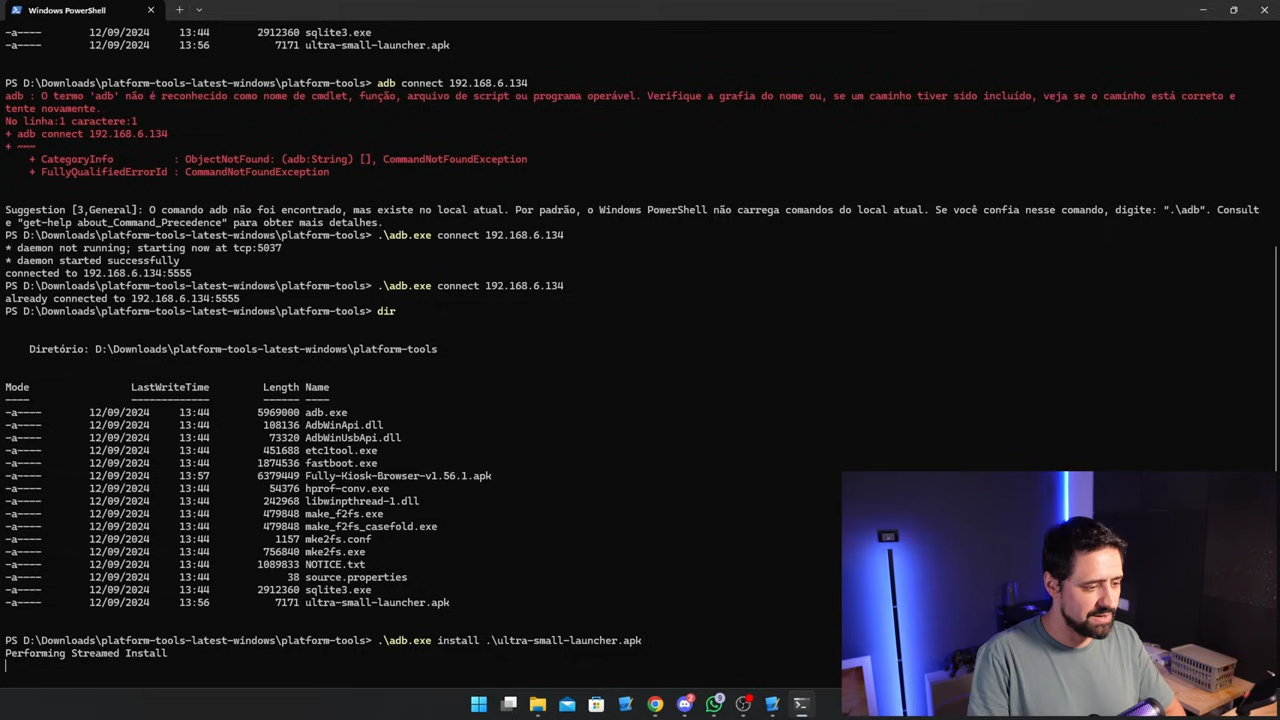 Windows PowerShell
-a---- 12/09/2024 13:44 2912360 sqlite3.exe
-a---- 12/09/2024 13:56 7171 ultra-small-launcher.apk
PS D:\Downloads\platform-tools-latest-windows\platform-tools> adb connect 192.168.6.134
adb : O termo 'adb' não é reconhecido como nome de cmdlet, função, arquivo de script ou programa operável. Verifique a grafia do nome ou, se um caminho tiver sido incluído, veja se o caminho está correto e
tente novamente.
No linha:1 caractere:1
+ adb connect 192.168.6.134
+ ~~~
+ CategoryInfo : ObjectNotFound: (adb:String) [], CommandNotFoundException
+ FullyQualifiedErrorId : CommandNotFoundException
Suggestion [3,General]: O comando adb não foi encontrado, mas existe no local atual. Por padrão, o Windows PowerShell não carrega comandos do local atual. Se você confia nesse comando, digite: ".\adb". Consult
e "get-help about_Command_Precedence" para obter mais detalhes.
PS D:\Downloads\platform-tools-latest-windows\platform-tools> .\adb.exe connect 192.168.6.134
* daemon not running; starting now at tcp:5037
* daemon started successfully
connected to 192.168.6.134:5555
PS D:\Downloads\platform-tools-latest-windows\platform-tools> .\adb.exe connect 192.168.6.134
already connected to 192.168.6.134:5555
PS D:\Downloads\platform-tools-latest-windows\platform-tools> dir
Diretório: D:\Downloads\platform-tools-latest-windows\platform-tools
Mode LastWriteTime Length Name
---- ------------- ------ ----
-a---- 12/09/2024 13:44 5969000 adb.exe
-a---- 12/09/2024 13:44 108136 AdbWinApi.dll
-a---- 12/09/2024 13:44 73320 AdbWinUsbApi.dll
-a---- 12/09/2024 13:44 451688 etc1tool.exe
-a---- 12/09/2024 13:44 1874536 fastboot.exe
-a---- 12/09/2024 13:57 6379449 Fully-Kiosk-Browser-v1.56.1.apk
-a---- 12/09/2024 13:44 54376 hprof-conv.exe
-a---- 12/09/2024 13:44 242968 libwinpthread-1.dll
-a---- 12/09/2024 13:44 479848 make_f2fs.exe
-a---- 12/09/2024 13:44 479848 make_f2fs_casefold.exe
-a---- 12/09/2024 13:44 1157 mke2fs.conf
-a---- 12/09/2024 13:44 756840 mke2fs.exe
-a---- 12/09/2024 13:44 1089833 NOTICE.txt
-a---- 12/09/2024 13:44 38 source.properties
-a---- 12/09/2024 13:44 2912360 sqlite3.exe
-a---- 12/09/2024 13:56 7171 ultra-small-launcher.apk
PS D:\Downloads\platform-tools-latest-windows\platform-tools> .\adb.exe install .\ultra-small-launcher.apk
Performing Streamed Install